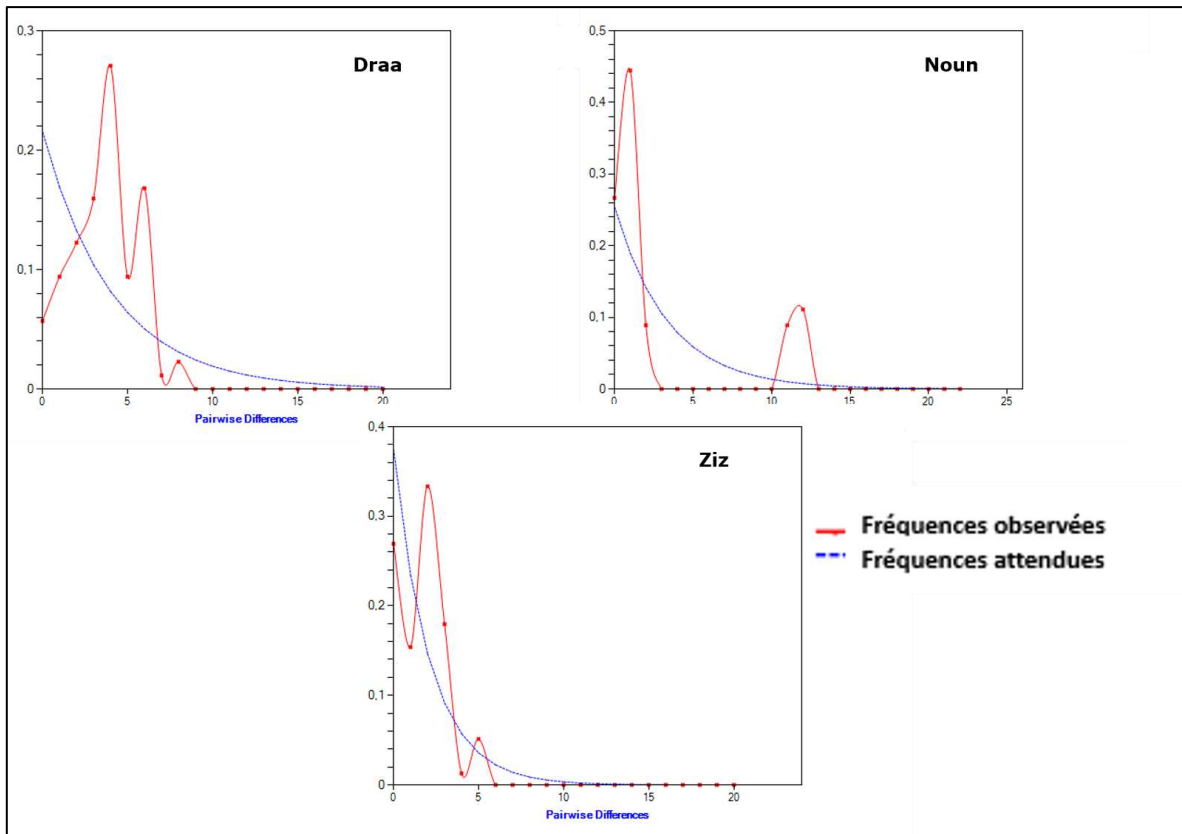 Draa
0,3
0,2
0,1
0
0 5 10 15 20
Pairwise Differences
Noun
0,5
0,4
0,3
0,2
0,1
0
0 5 10 15 20 25
Ziz
0,4
0,3
0,2
0,1
0
0 5 10 15 20
Pairwise Differences
Fréquences observées
Fréquences attendues